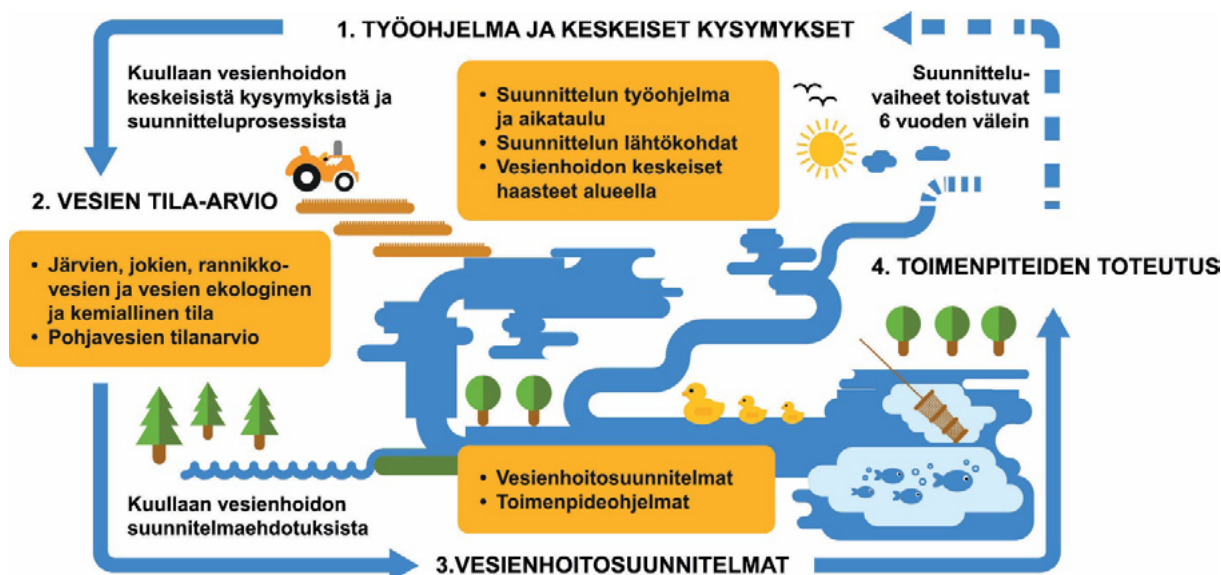 1. TYÖOHJELMA JA KESKEISET KYSYMYKSET
Kuullaan vesienhoidon
keskeisistä kysymyksistä ja
suunnitteluprosessista
• Suunnittelun työohjelma
ja aikataulu
• Suunnittelun lähtökohdat
• Vesienhoidon keskeiset
haasteet alueella
Suunnittelu-
vaiheet toistuvat
6 vuoden välein
2. VESIEN TILA-ARVIO
• Järvien, jokien, rannikko-
vesien ja vesien ekologinen
ja kemiallinen tila
• Pohjavesien tilanarvio
4. TOIMENPITEIDEN TOTEUTUS
Kuullaan vesienhoidon
suunnitelmaehdotuksista
• Vesienhoitosuunnitelmat
• Toimenpideohjelmat
3.VESIENHOITOSUUNNITELMAT